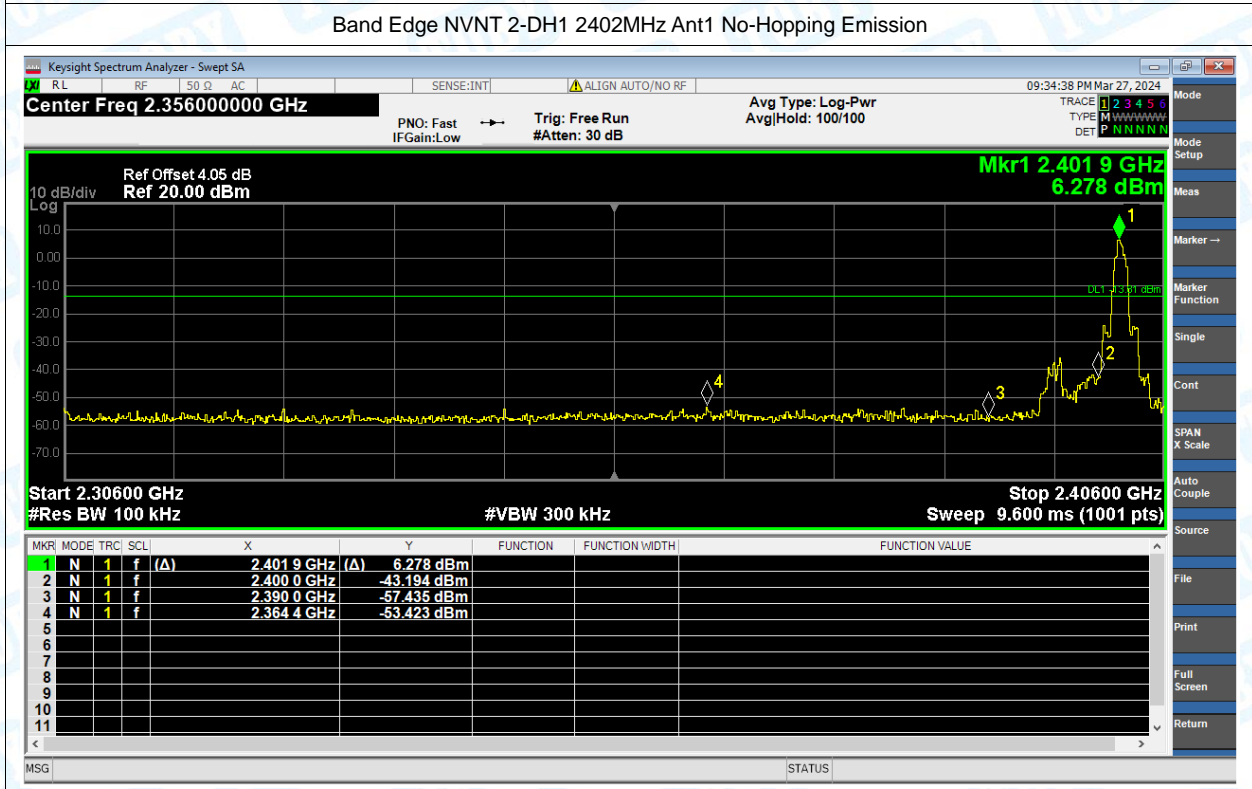 Band Edge NVNT 2-DH1 2402MHz Ant1 No-Hopping Emission
Keysight Spectrum Analyzer - Swept SA
LXI RL RF 50 Ω AC SENSE:INT ALIGN AUTO/NO RF 09:34:38 PM Mar 27, 2024
Center Freq 2.356000000 GHz
PNO: Fast
IFGain:Low
Trig: Free Run
#Atten: 30 dB
Avg Type: Log-Pwr
Avg|Hold: 100/100
TRACE 1 2 3 4 5 6
TYPE M WWWWW
DET P N N N N N
Ref Offset 4.05 dB
10 dB/div Ref 20.00 dBm
Log
Mkr1 2.401 9 GHz
6.278 dBm
10.0
0.00
-10.0
-20.0
-30.0
-40.0
-50.0
-60.0
-70.0
DL1 -13.81 dBm
1
2
3
4
Start 2.30600 GHz Stop 2.40600 GHz
#Res BW 100 kHz #VBW 300 kHz Sweep 9.600 ms (1001 pts)
MKR MODE TRC SCL X Y FUNCTION FUNCTION WIDTH FUNCTION VALUE
1 N 1 f (Δ) 2.401 9 GHz (Δ) 6.278 dBm
2 N 1 f 2.400 0 GHz -43.194 dBm
3 N 1 f 2.390 0 GHz -57.435 dBm
4 N 1 f 2.364 4 GHz -53.423 dBm
5
6
7
8
9
10
11
MSG STATUS
Mode
Mode
Setup
Meas
Marker →
Marker
Function
Single
Cont
SPAN
X Scale
Auto
Couple
Source
File
Print
Full
Screen
Return